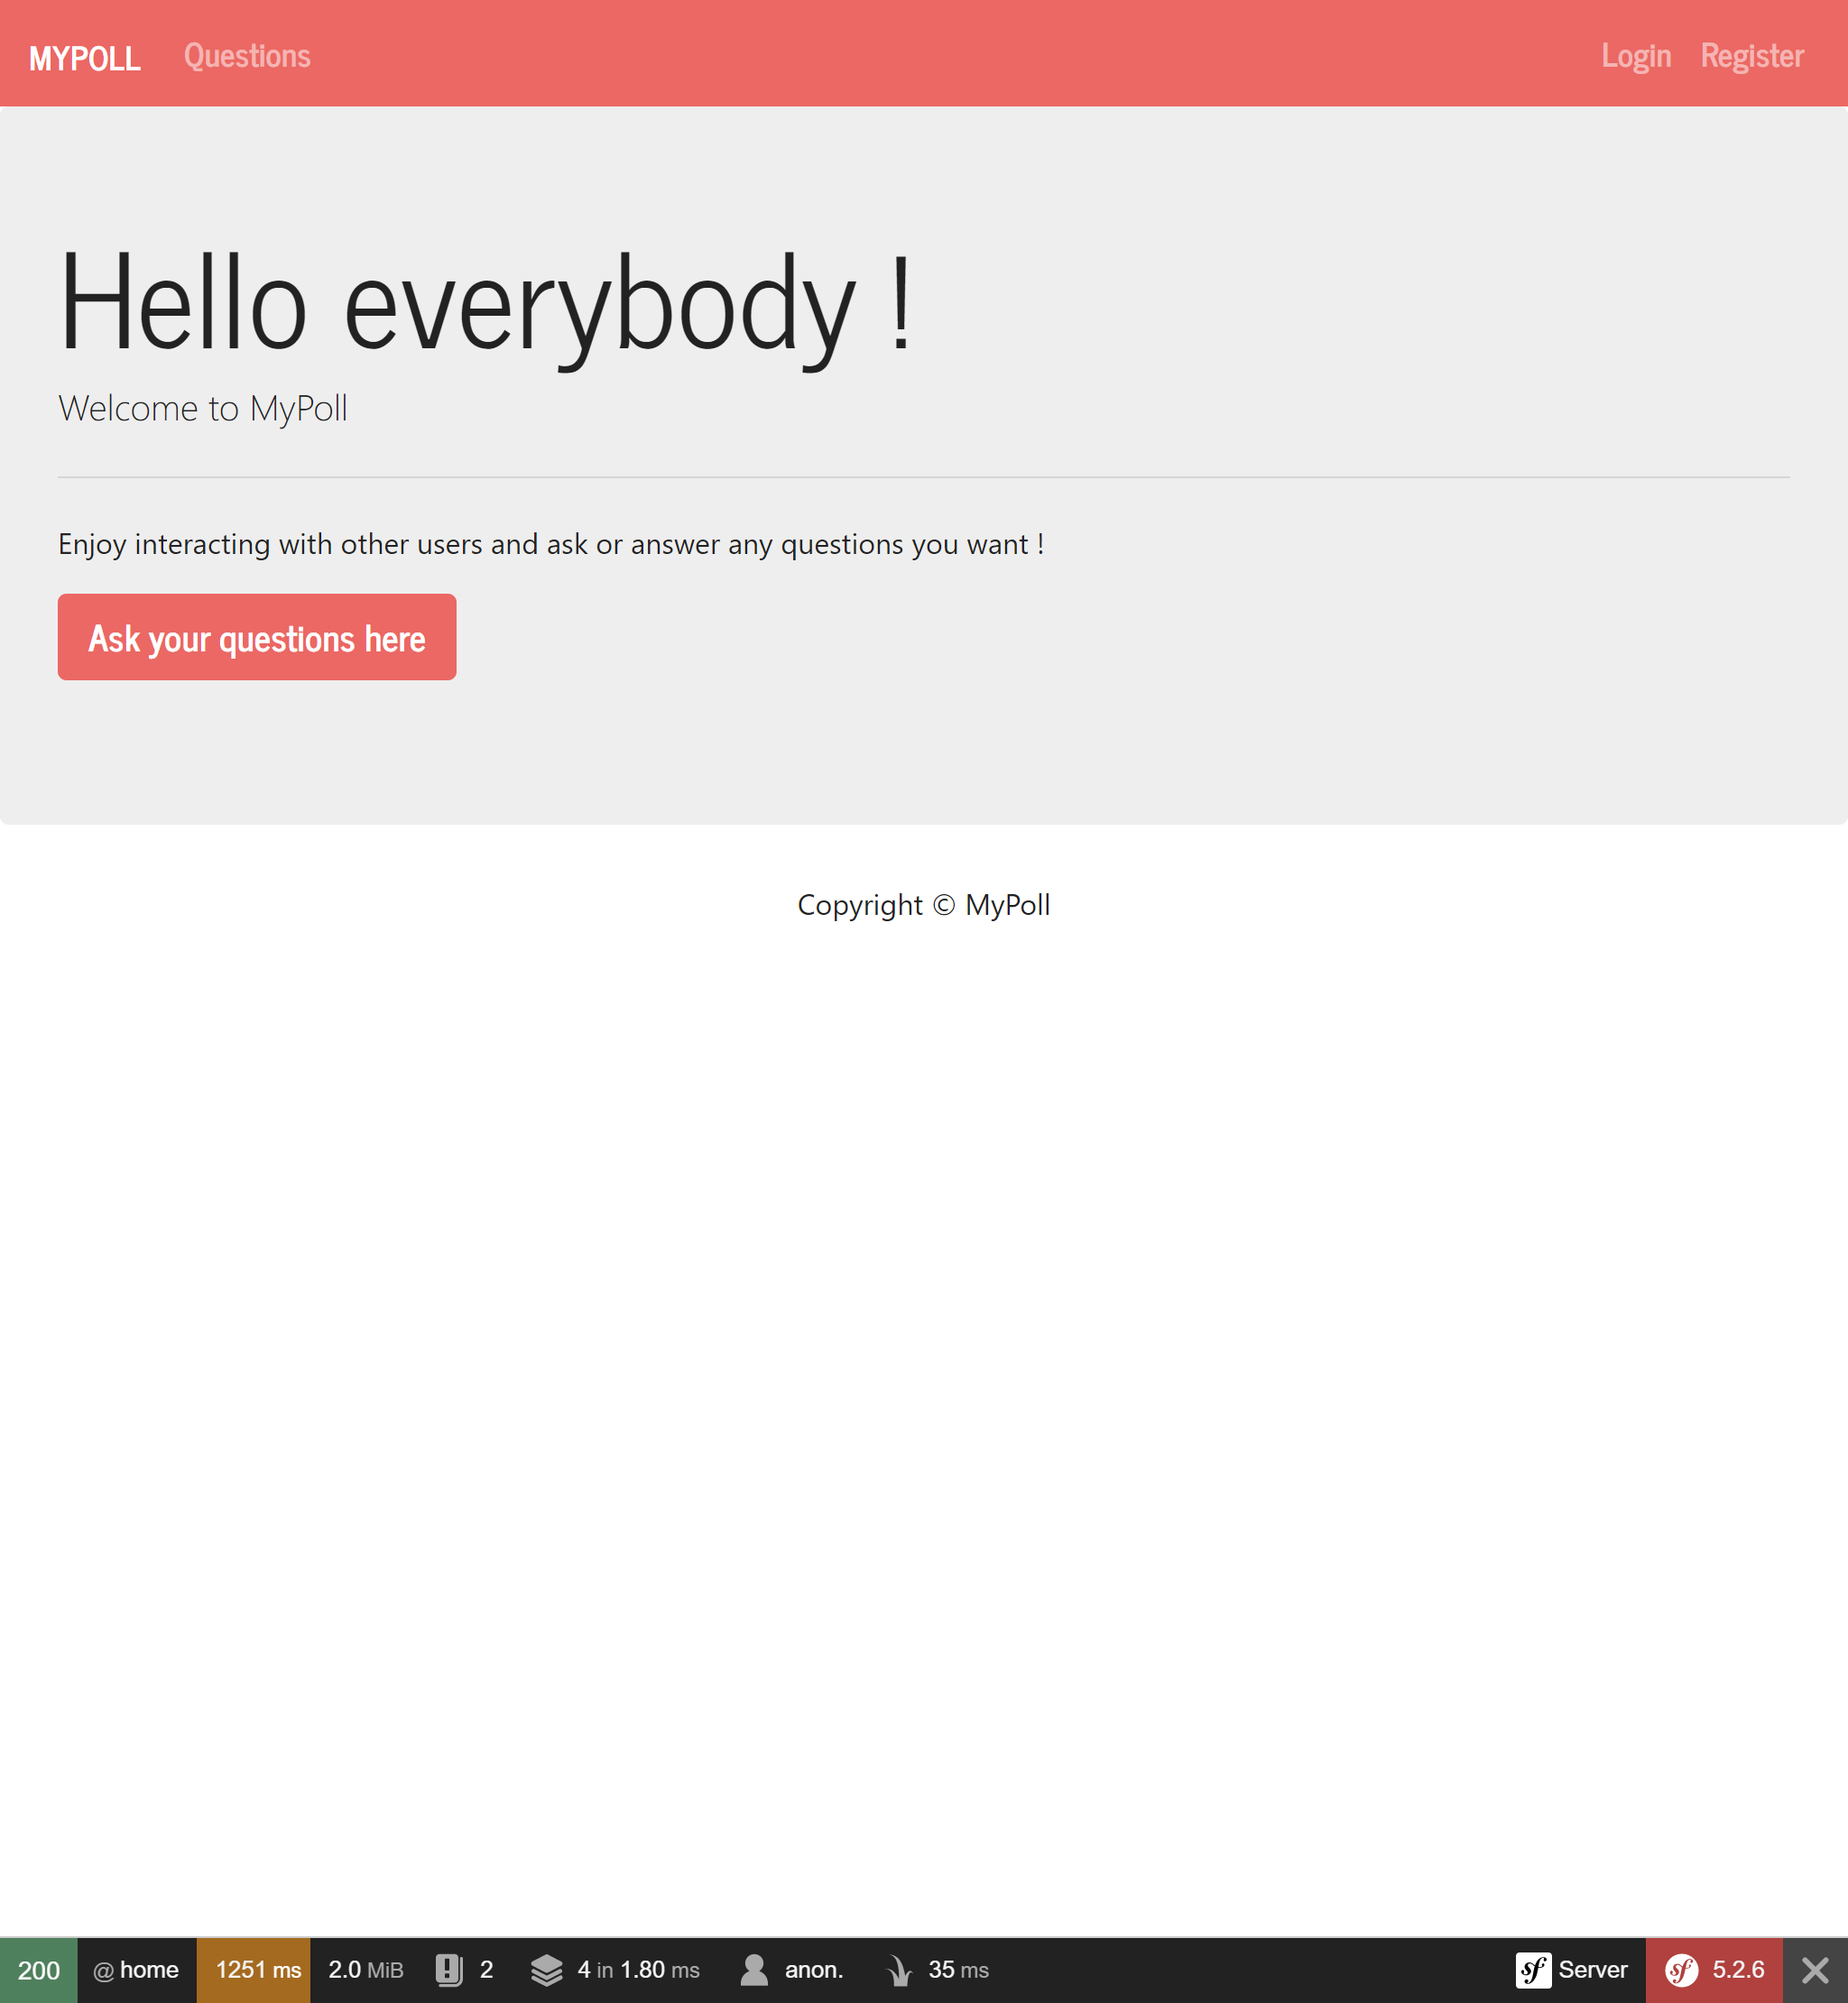 MYPOLL Questions Login Register
Hello everybody !
Welcome to MyPoll
Enjoy interacting with other users and ask or answer any questions you want !
Ask your questions here
Copyright © MyPoll
200 @ home 1251 ms 2.0 MiB 2 4 in 1.80 ms anon. 35 ms sf Server sf 5.2.6